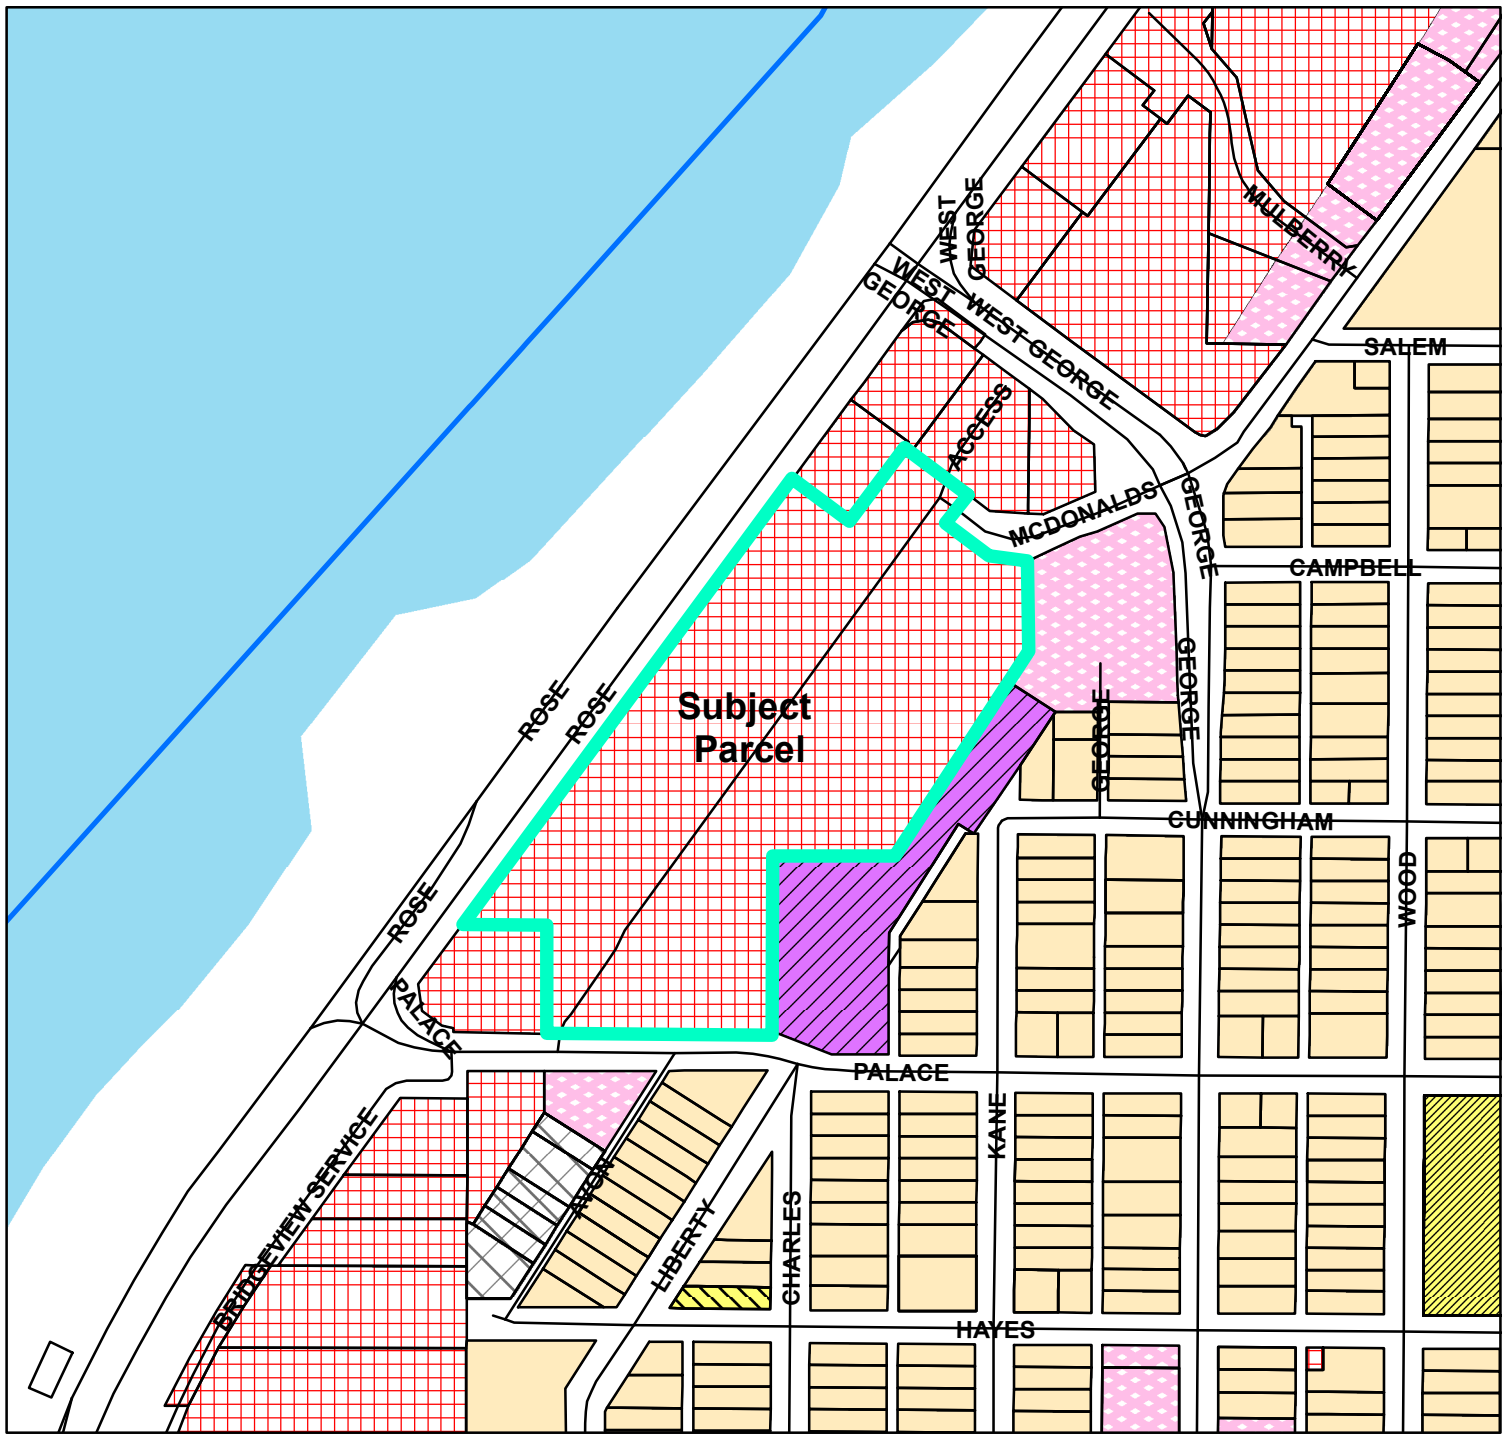 MULBERRY
WEST
GEORGE
WEST
GEORGE
WEST GEORGE
SALEM
ACCESS
MCDONALDS
GEORGE
CAMPBELL
GEORGE
GEORGE
ROSE
ROSE
Subject
Parcel
CUNNINGHAM
WOOD
ROSE
PALACE
PALACE
KANE
BRIDGEVIEW SERVICE
AVON
LIBERTY
CHARLES
HAYES